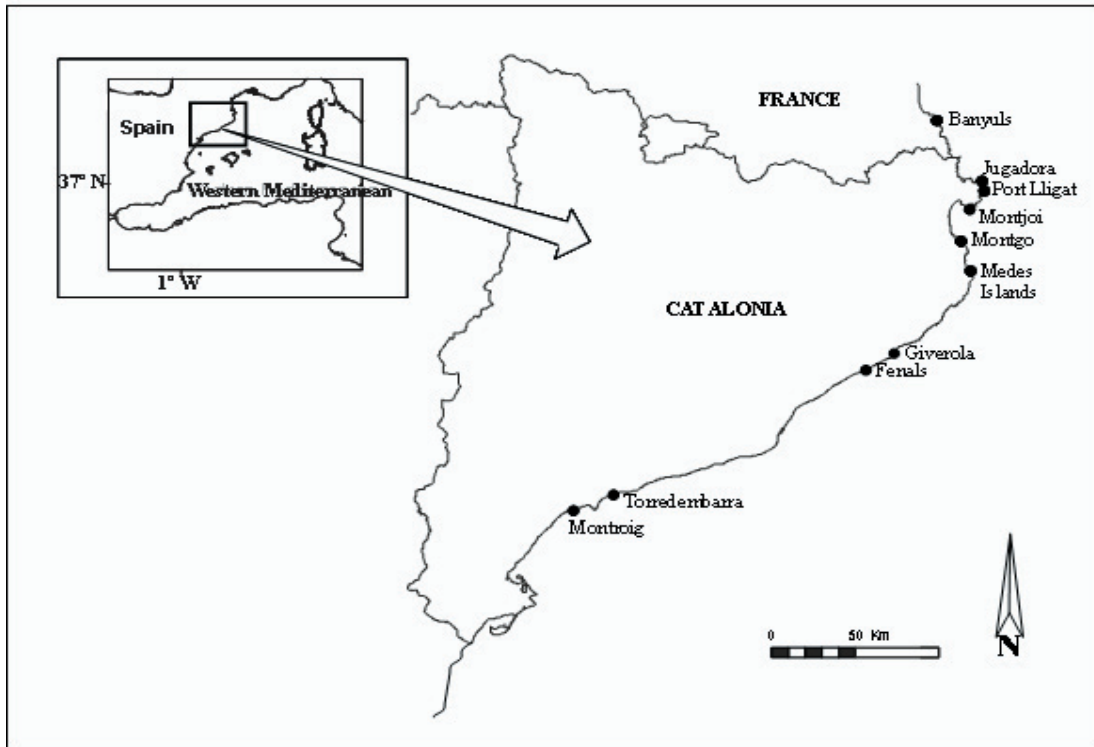 FRANCE
Banyuls
Spain
37° N
Western Mediterranean
1° W
Jugadora
Port Lligat
Montjoi
Montgo
Medes
Islands
CATALONIA
Giverola
Fenals
Torredembarra
Montroig
0 50 Km
N